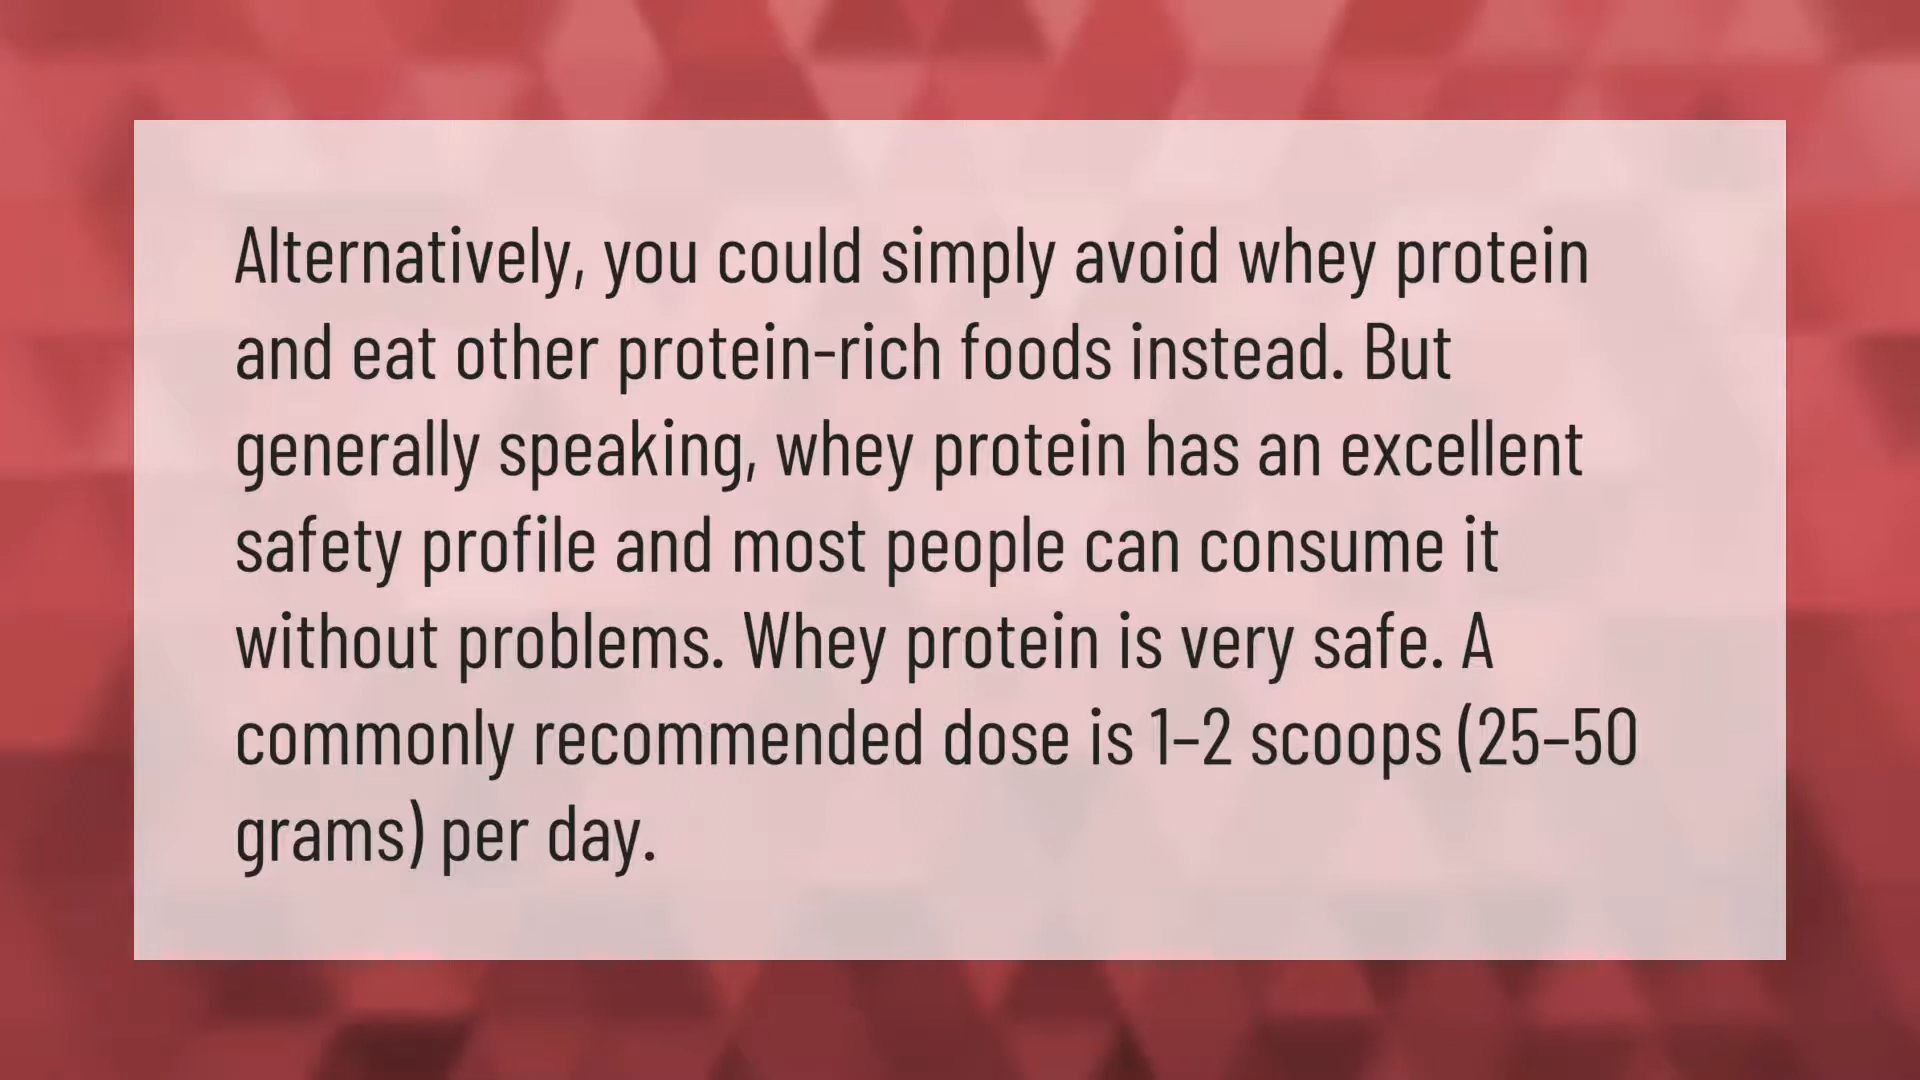 Alternatively, you could simply avoid whey protein
and eat other protein-rich foods instead. But
generally speaking, whey protein has an excellent
safety profile and most people can consume it
without problems. Whey protein is very safe. A
commonly recommended dose is 1–2 scoops (25–50
grams) per day.